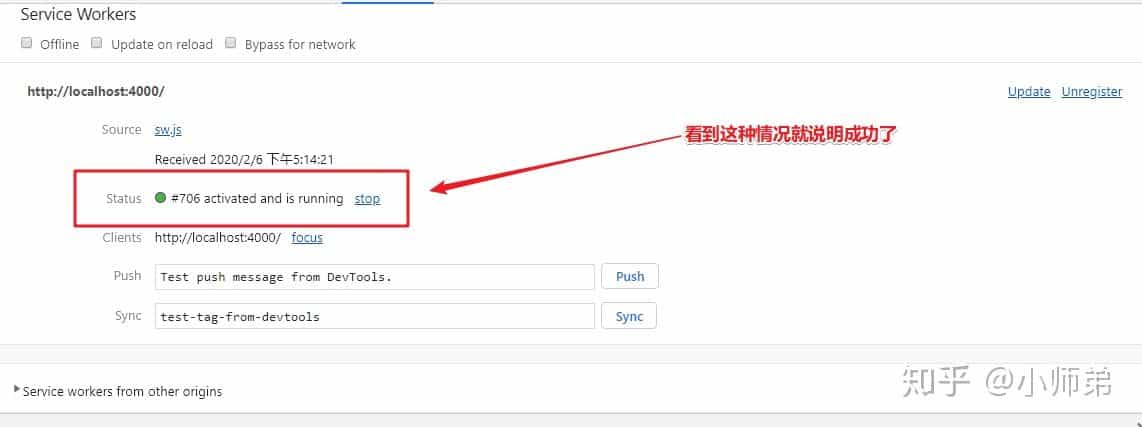 Service Workers
Offline Update on reload Bypass for network
http://localhost:4000/ Update Unregister
Source sw.js
看到这种情况就说明成功了
Received 2020/2/6 下午5:14:21
Status #706 activated and is running stop
Clients http://localhost:4000/ focus
Push Test push message from DevTools. Push
Sync test-tag-from-devtools Sync
Service workers from other origins
知乎 @小师弟